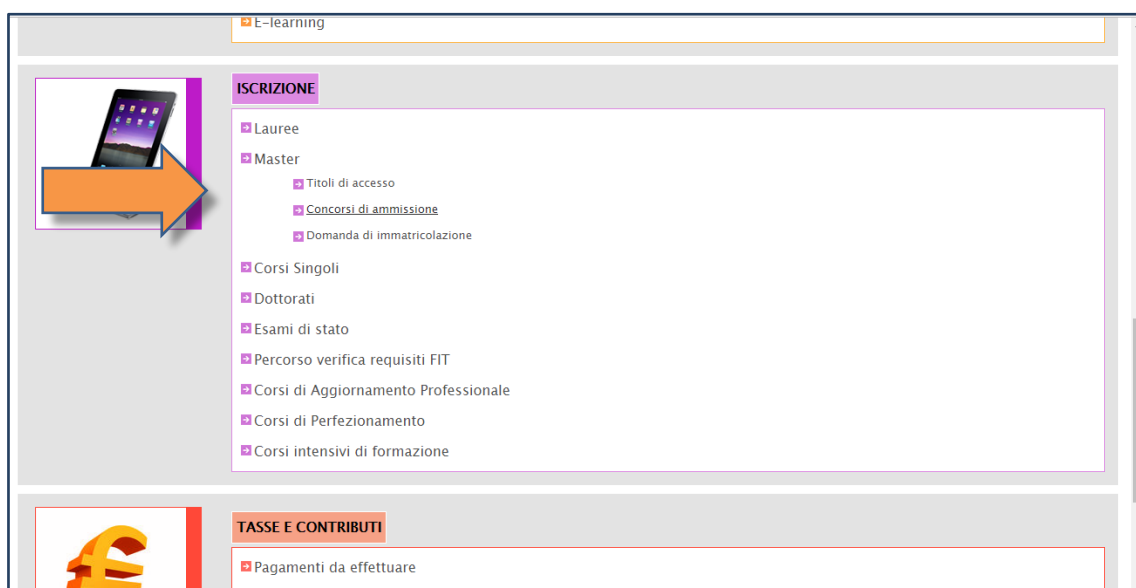 E-learning
ISCRIZIONE
Lauree
Master
Titoli di accesso
Concorsi di ammissione
Domanda di immatricolazione
Corsi Singoli
Dottorati
Esami di stato
Percorso verifica requisiti FIT
Corsi di Aggiornamento Professionale
Corsi di Perfezionamento
Corsi intensivi di formazione
TASSE E CONTRIBUTI
Pagamenti da effettuare